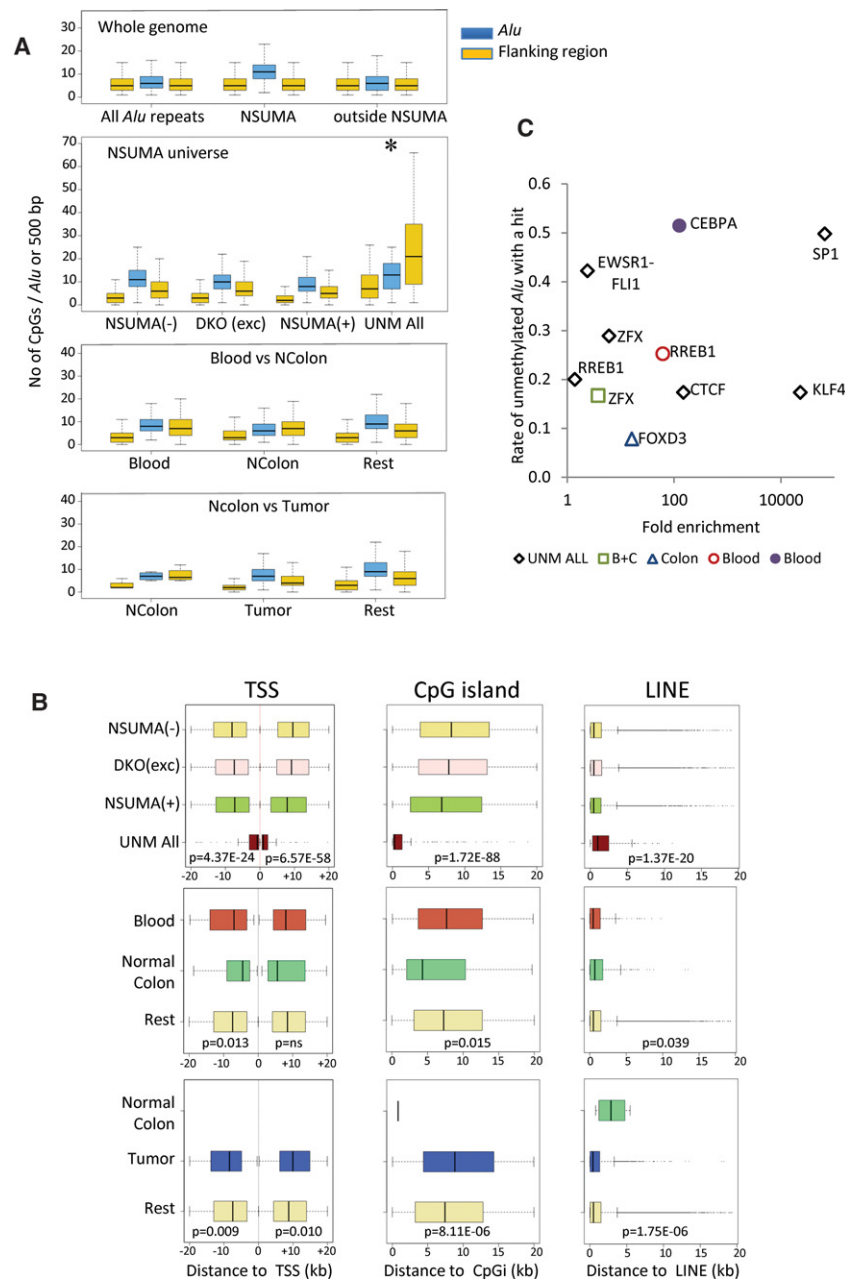 A
Whole genome
30
20
10
0
All Alu repeats NSUMA outside NSUMA
Alu
Flanking region
NSUMA universe
*
70
60
50
40
30
20
10
0
NSUMA(-) DKO (exc) NSUMA(+) UNM All
No of CpGs / Alu or 500 bp
Blood vs NColon
40
30
20
10
0
Blood NColon Rest
Ncolon vs Tumor
40
30
20
10
0
NColon Tumor Rest
C
Rate of unmethylated Alu with a hit
0.6
0.5
0.4
0.3
0.2
0.1
0.0
CEBPA
SP1
EWSR1-
FLI1
ZFX
RREB1
RREB1
CTCF
KLF4
ZFX
FOXD3
1 100 10000
Fold enrichment
UNM ALL B+C Colon Blood Blood
B
TSS CpG island LINE
NSUMA(-)
DKO(exc)
NSUMA(+)
UNM All
p=4.37E-24 p=6.57E-58 p=1.72E-88 p=1.37E-20
-20 -10 0 +10 +20 0 5 10 15 20 0 5 10 15 20
Blood
Normal
Colon
Rest
p=0.013 p=ns p=0.015 p=0.039
-20 -10 0 +10 +20 0 5 10 15 20 0 5 10 15 20
Normal
Colon
Tumor
Rest
p=0.009 p=0.010 p=8.11E-06 p=1.75E-06
-20 -10 0 +10 +20 0 5 10 15 20 0 5 10 15 20
Distance to TSS (kb) Distance to CpGi (kb) Distance to LINE (kb)